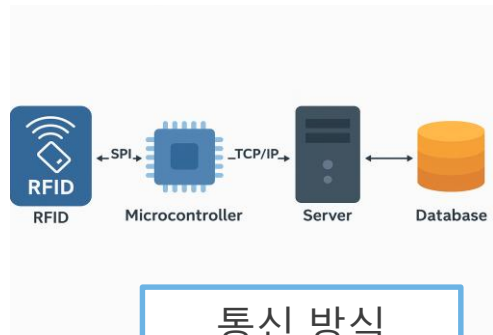 SPI
TCP/IP
RFID
RFID
Microcontroller
Server
Database
통신 방식